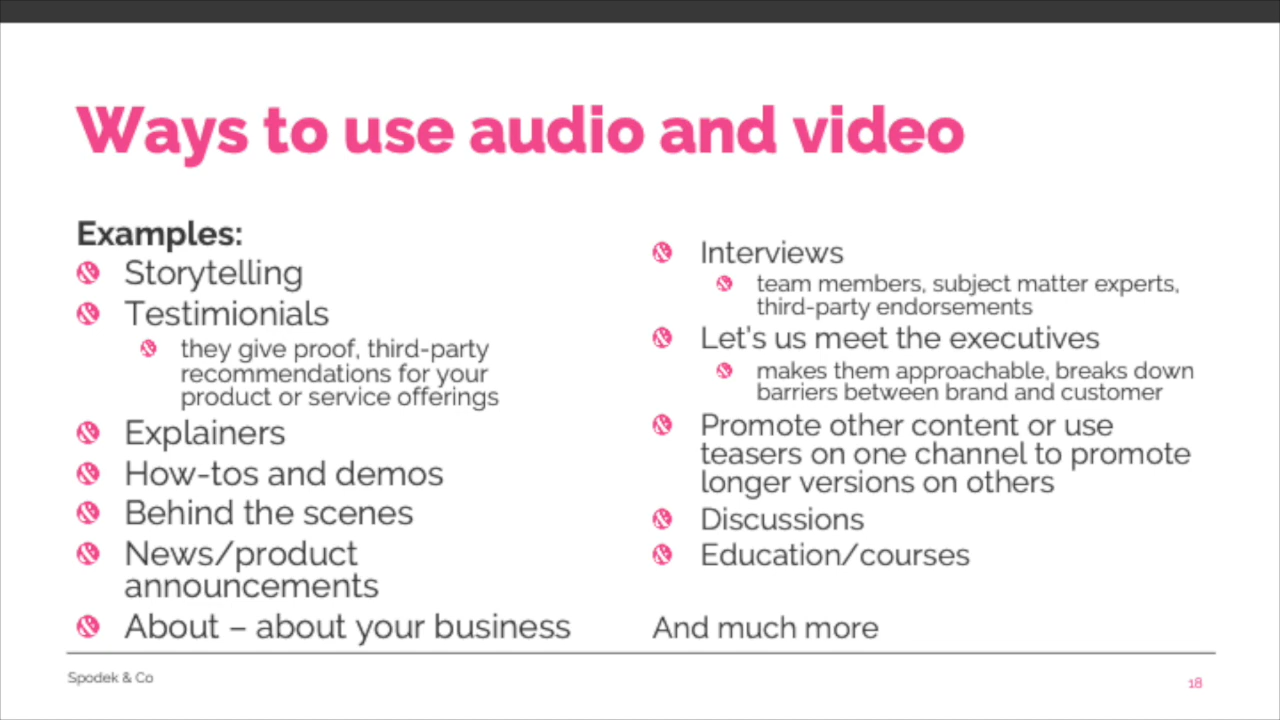 Ways to use audio and video
Examples:
Storytelling
Testimionials
they give proof, third-party
recommendations for your
product or service offerings
Explainers
How-tos and demos
Behind the scenes
News/product
announcements
About – about your business
Interviews
team members, subject matter experts,
third-party endorsements
Let's us meet the executives
makes them approachable, breaks down
barriers between brand and customer
Promote other content or use
teasers on one channel to promote
longer versions on others
Discussions
Education/courses
And much more
Spodek & Co
18